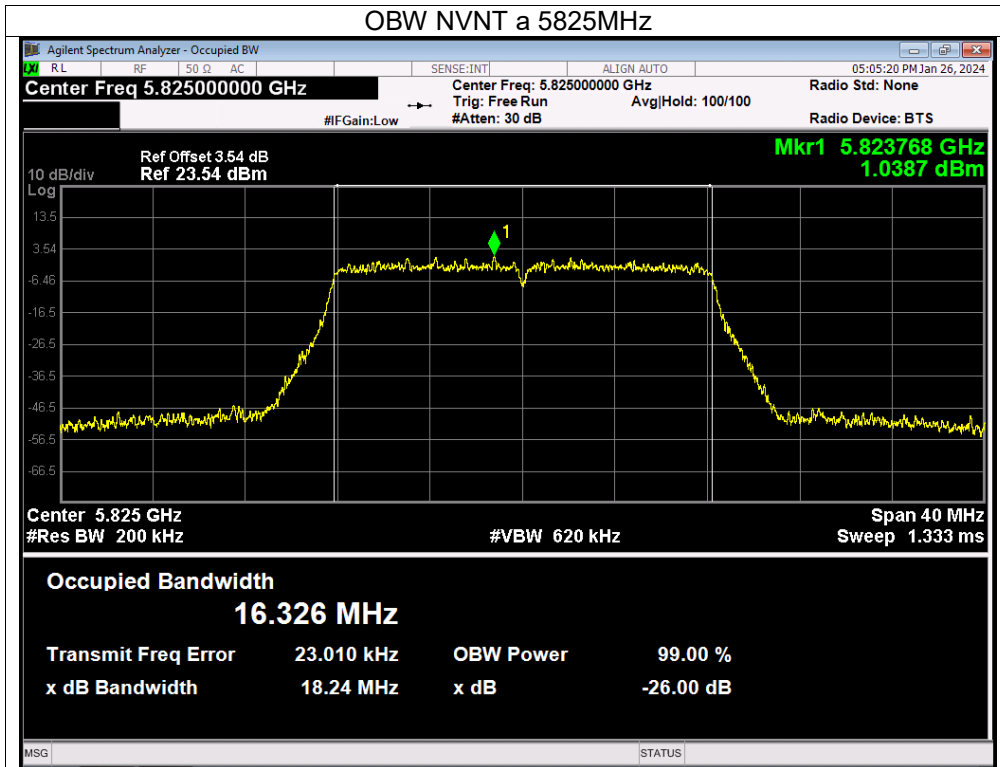 OBW NVNT a 5825MHz
Agilent Spectrum Analyzer - Occupied BW
LXI RL RF 50 Ω AC SENSE:INT ALIGN AUTO 05:05:20 PM Jan 26, 2024
Center Freq 5.825000000 GHz Center Freq: 5.825000000 GHz Radio Std: None
Trig: Free Run Avg|Hold: 100/100
#IFGain:Low #Atten: 30 dB Radio Device: BTS
Mkr1 5.823768 GHz
1.0387 dBm
Ref Offset 3.54 dB
10 dB/div Ref 23.54 dBm
Log
13.5
3.54
-6.46
-16.5
-26.5
-36.5
-46.5
-56.5
-66.5
1
Center 5.825 GHz Span 40 MHz
#Res BW 200 kHz #VBW 620 kHz Sweep 1.333 ms
Occupied Bandwidth
16.326 MHz
Transmit Freq Error 23.010 kHz OBW Power 99.00 %
x dB Bandwidth 18.24 MHz x dB -26.00 dB
MSG STATUS